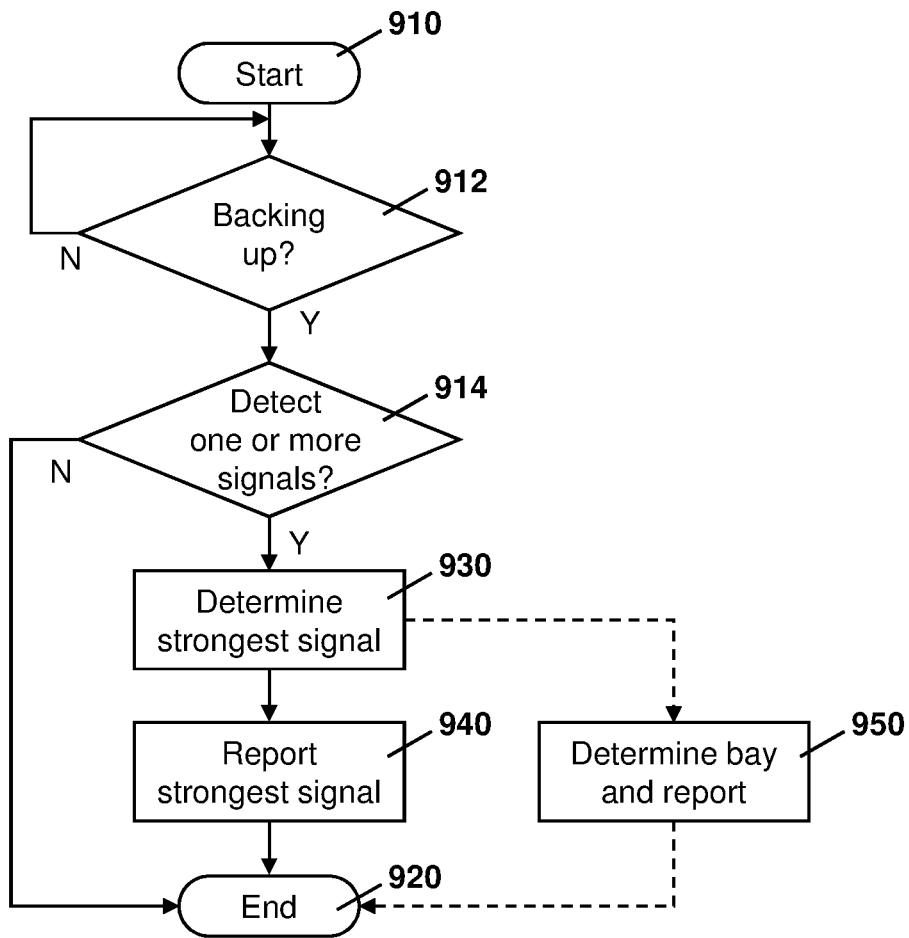 910
Start
912
Backing
up?
N
Y
914
Detect
one or more
signals?
N
Y
930
Determine
strongest signal
940
Report
strongest signal
950
Determine bay
and report
920
End